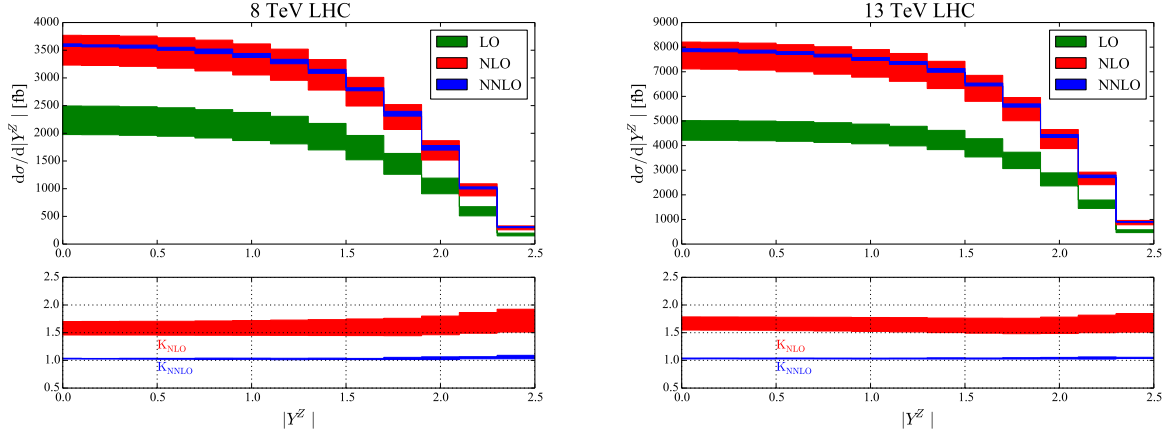 8 TeV LHC
4000
3500
3000
2500
2000
1500
1000
500
0
dσ/d|Y^Z| [fb]
LO
NLO
NNLO
0.0 0.5 1.0 1.5 2.0 2.5
2.5
2.0
1.5
1.0
0.5
K_NLO
K_NNLO
0.0 0.5 1.0 1.5 2.0 2.5
|Y^Z|
13 TeV LHC
9000
8000
7000
6000
5000
4000
3000
2000
1000
0
dσ/d|Y^Z| [fb]
LO
NLO
NNLO
0.0 0.5 1.0 1.5 2.0 2.5
2.5
2.0
1.5
1.0
0.5
K_NLO
K_NNLO
0.0 0.5 1.0 1.5 2.0 2.5
|Y^Z|